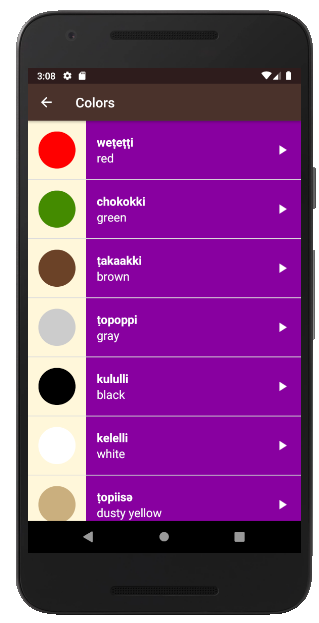 3:08
Colors
weṭeṭṭi
red
chokokki
green
ṭakaakki
brown
ṭopoppi
gray
kululli
black
kelelli
white
ṭopiisə
dusty yellow